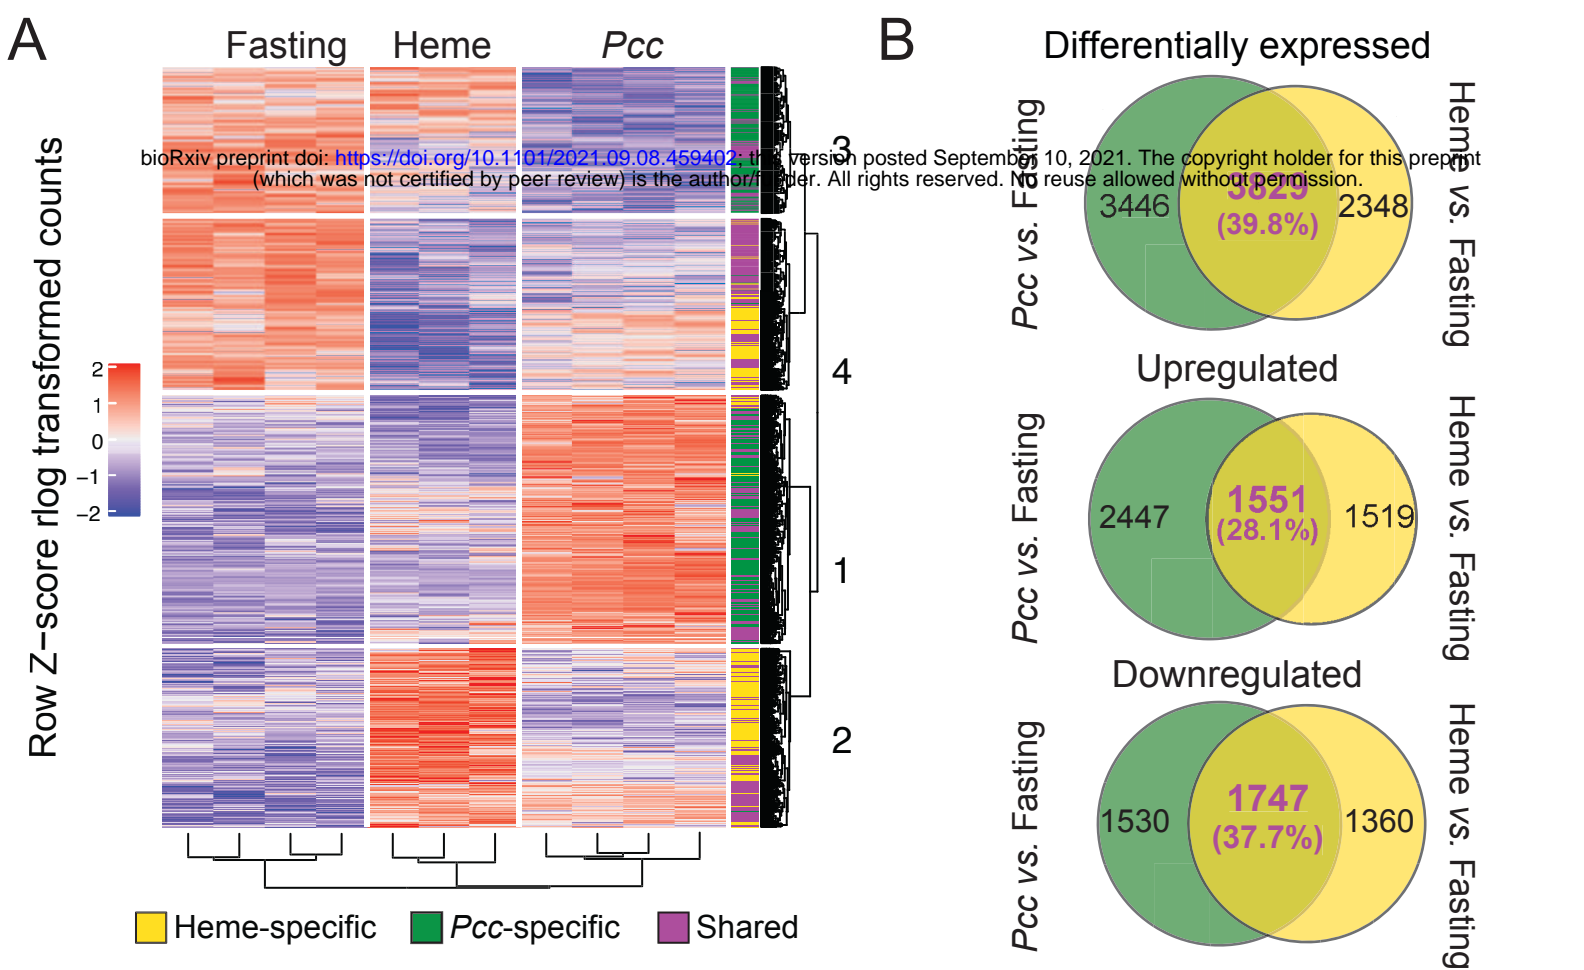 A
Fasting
Heme
Pcc
Row Z−score rlog transformed counts
2
1
0
−1
−2
3
4
1
2
Heme-specific
Pcc-specific
Shared
bioRxiv preprint doi: https://doi.org/10.1101/2021.09.08.459402; this version posted September 10, 2021. The copyright holder for this preprint
(which was not certified by peer review) is the author/funder. All rights reserved. No reuse allowed without permission.
B
Differentially expressed
Pcc vs. Fasting
3446
3829
(39.8%)
2348
Heme vs. Fasting
Upregulated
Pcc vs. Fasting
2447
1551
(28.1%)
1519
Heme vs. Fasting
Downregulated
Pcc vs. Fasting
1530
1747
(37.7%)
1360
Heme vs. Fasting